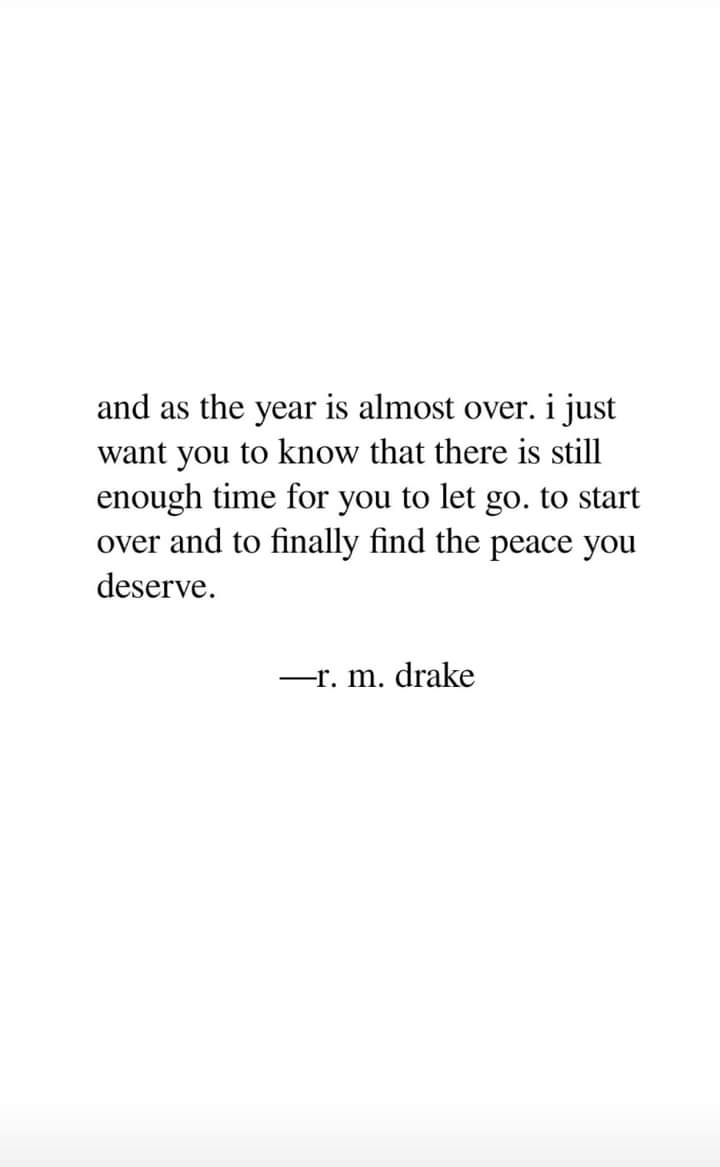 and as the year is almost over. i just
want you to know that there is still
enough time for you to let go. to start
over and to finally find the peace you
deserve.
—r. m. drake